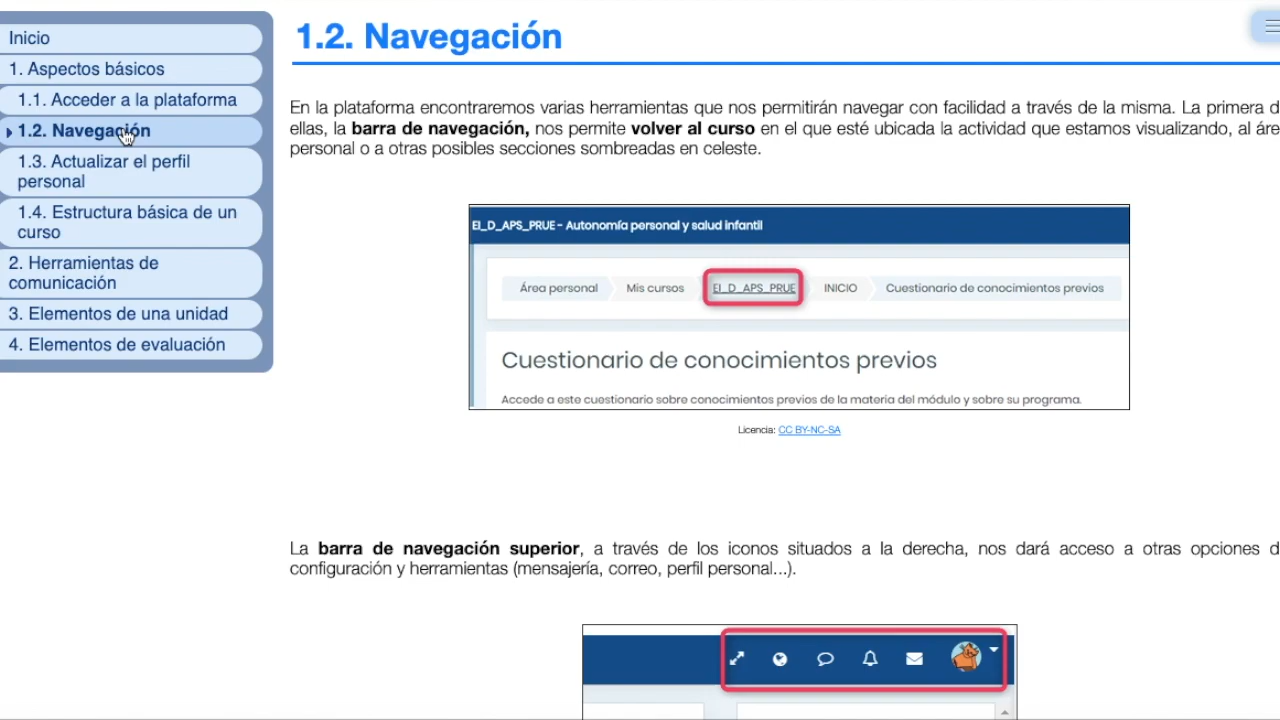 Inicio
1. Aspectos básicos
1.1. Acceder a la plataforma
1.2. Navegación
1.3. Actualizar el perfil
personal
1.4. Estructura básica de un
curso
2. Herramientas de
comunicación
3. Elementos de una unidad
4. Elementos de evaluación
1.2. Navegación
En la plataforma encontraremos varias herramientas que nos permitirán navegar con facilidad a través de la misma. La primera d
ellas, la barra de navegación, nos permite volver al curso en el que esté ubicada la actividad que estamos visualizando, al áre
personal o a otras posibles secciones sombreadas en celeste.
EI_D_APS_PRUE - Autonomía personal y salud infantil
Área personal Mis cursos EI_D_APS_PRUE INICIO Cuestionario de conocimientos previos
Cuestionario de conocimientos previos
Accede a este cuestionario sobre conocimientos previos de la materia del módulo y sobre su programa.
Licencia: CC BY-NC-SA
La barra de navegación superior, a través de los iconos situados a la derecha, nos dará acceso a otras opciones d
configuración y herramientas (mensajería, correo, perfil personal...).